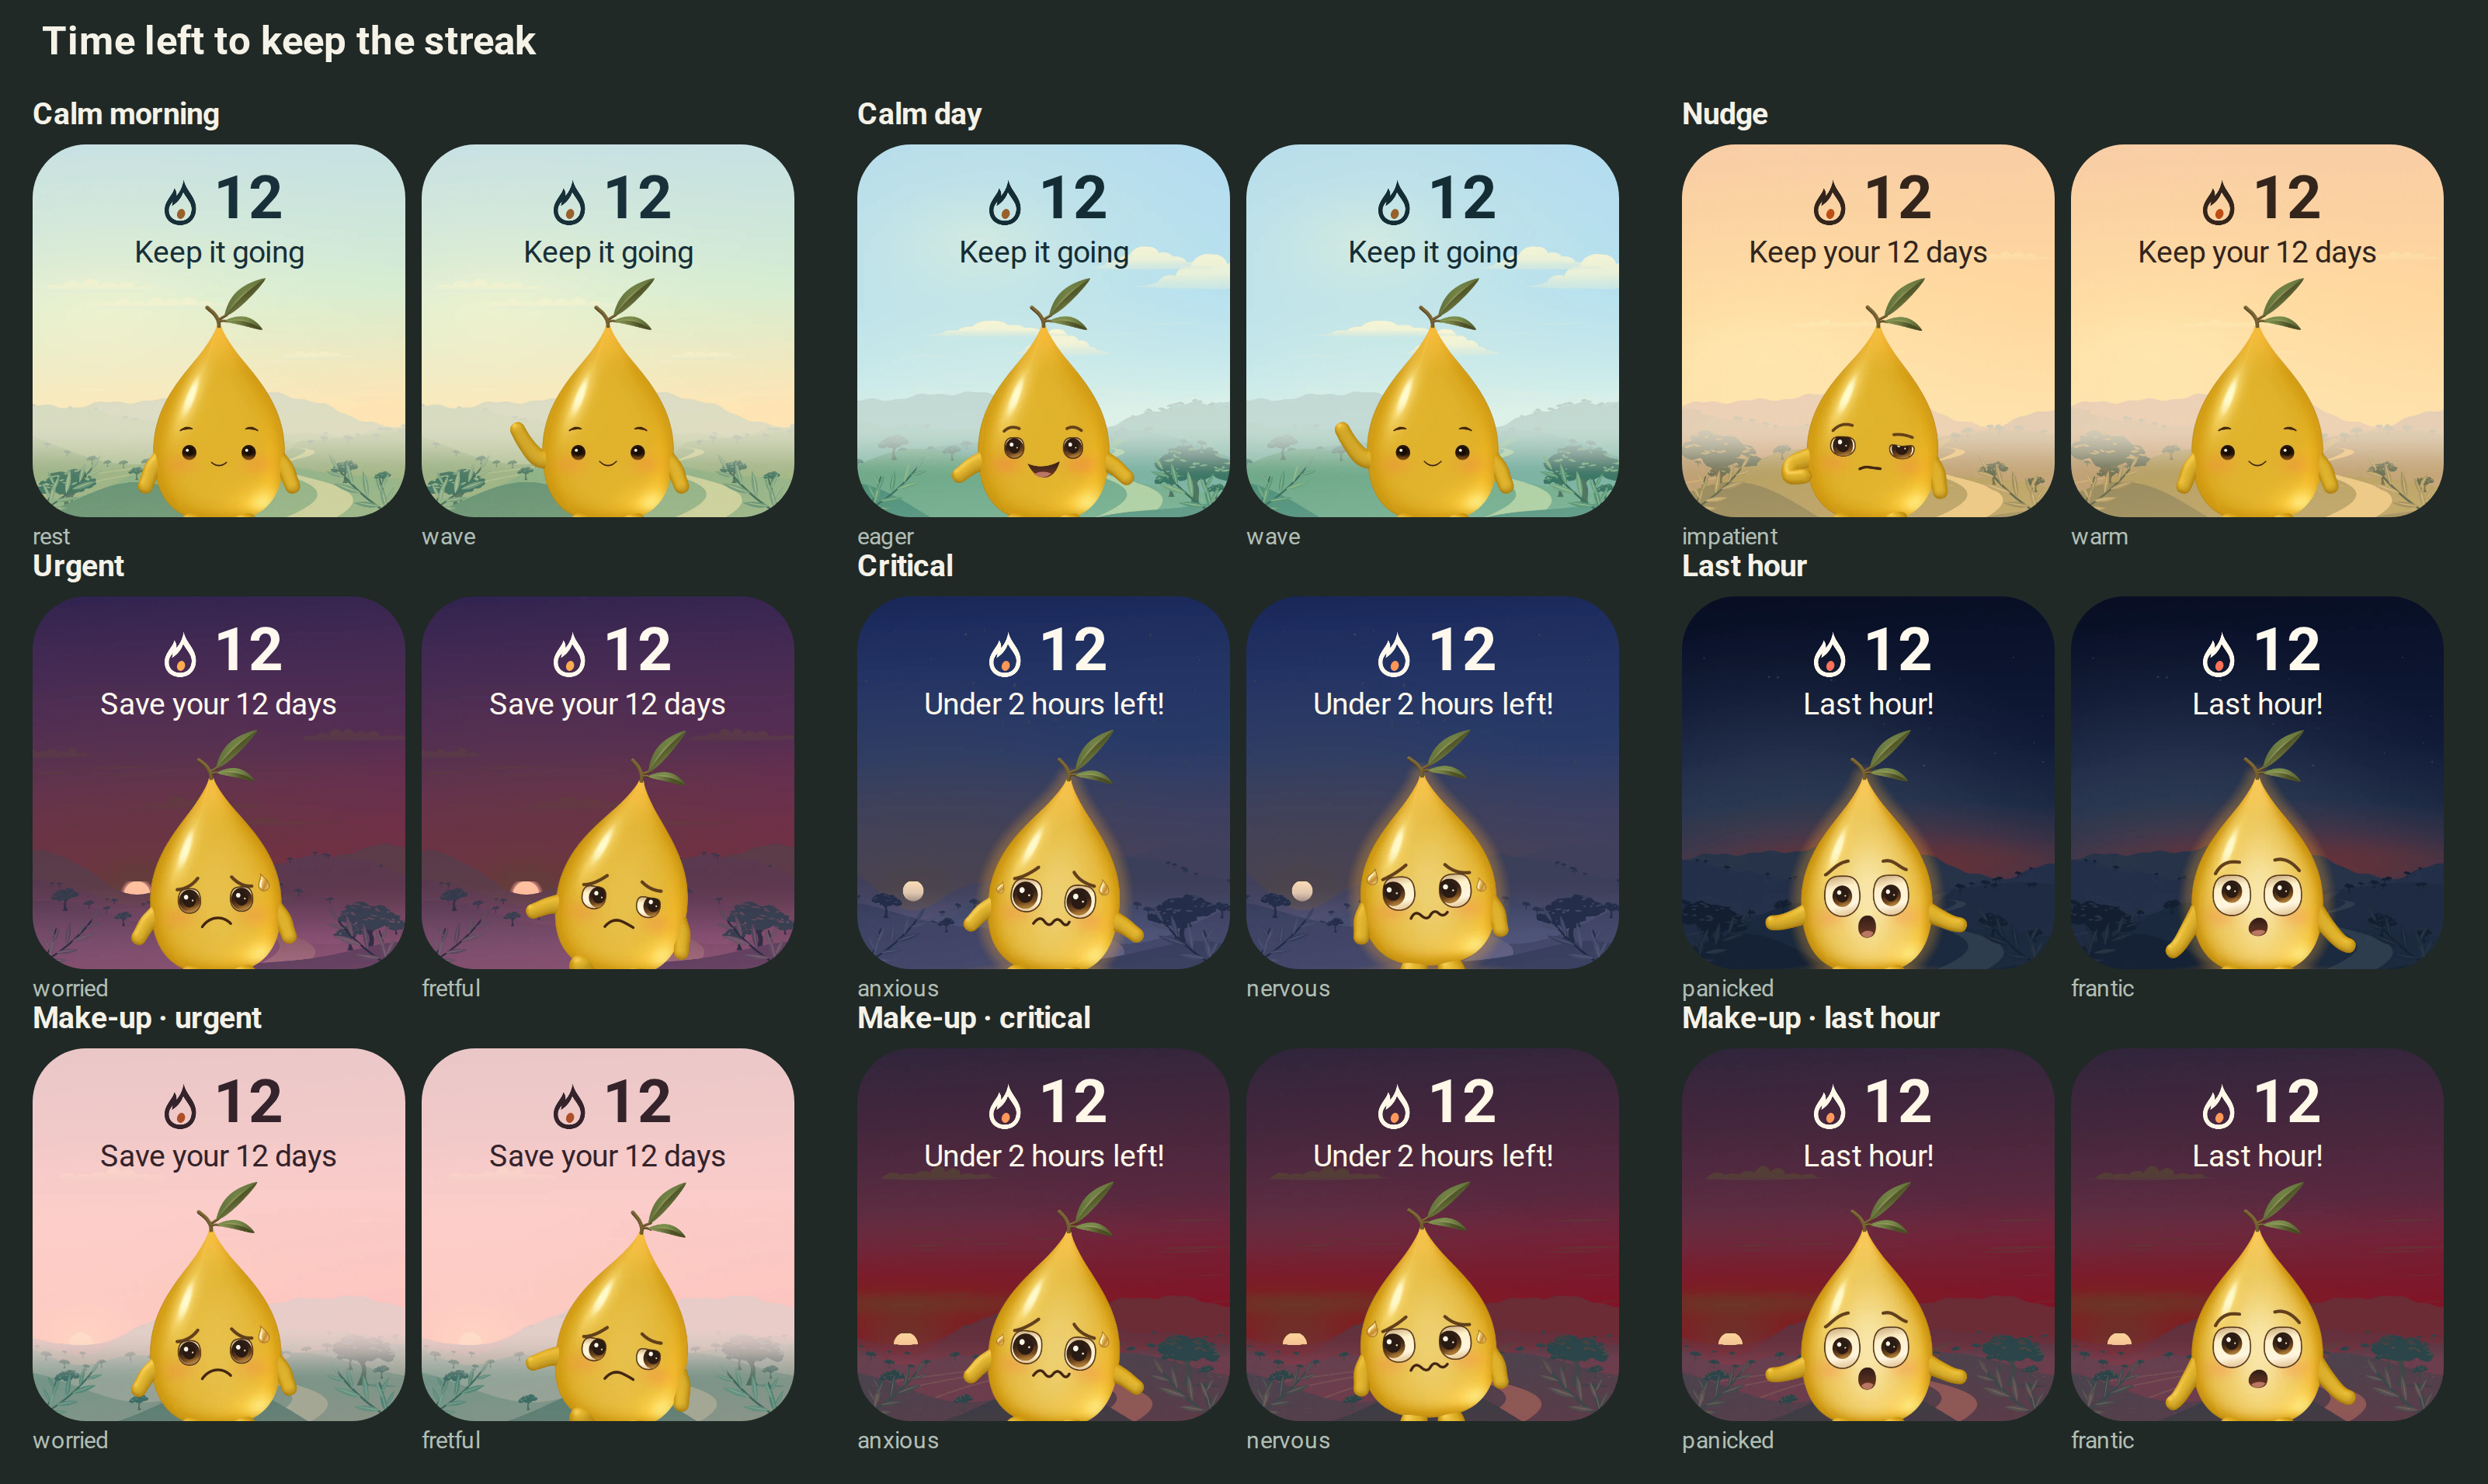 Time left to keep the streak
Calm morning
Calm day
Nudge
12
12
12
12
12
12
Keep it going
Keep it going
Keep it going
Keep it going
Keep your 12 days
Keep your 12 days
rest
wave
eager
wave
impatient
warm
Urgent
Critical
Last hour
12
12
12
12
12
12
Save your 12 days
Save your 12 days
Under 2 hours left!
Under 2 hours left!
Last hour!
Last hour!
worried
fretful
anxious
nervous
panicked
frantic
Make-up · urgent
Make-up · critical
Make-up · last hour
12
12
12
12
12
12
Save your 12 days
Save your 12 days
Under 2 hours left!
Under 2 hours left!
Last hour!
Last hour!
worried
fretful
anxious
nervous
panicked
frantic